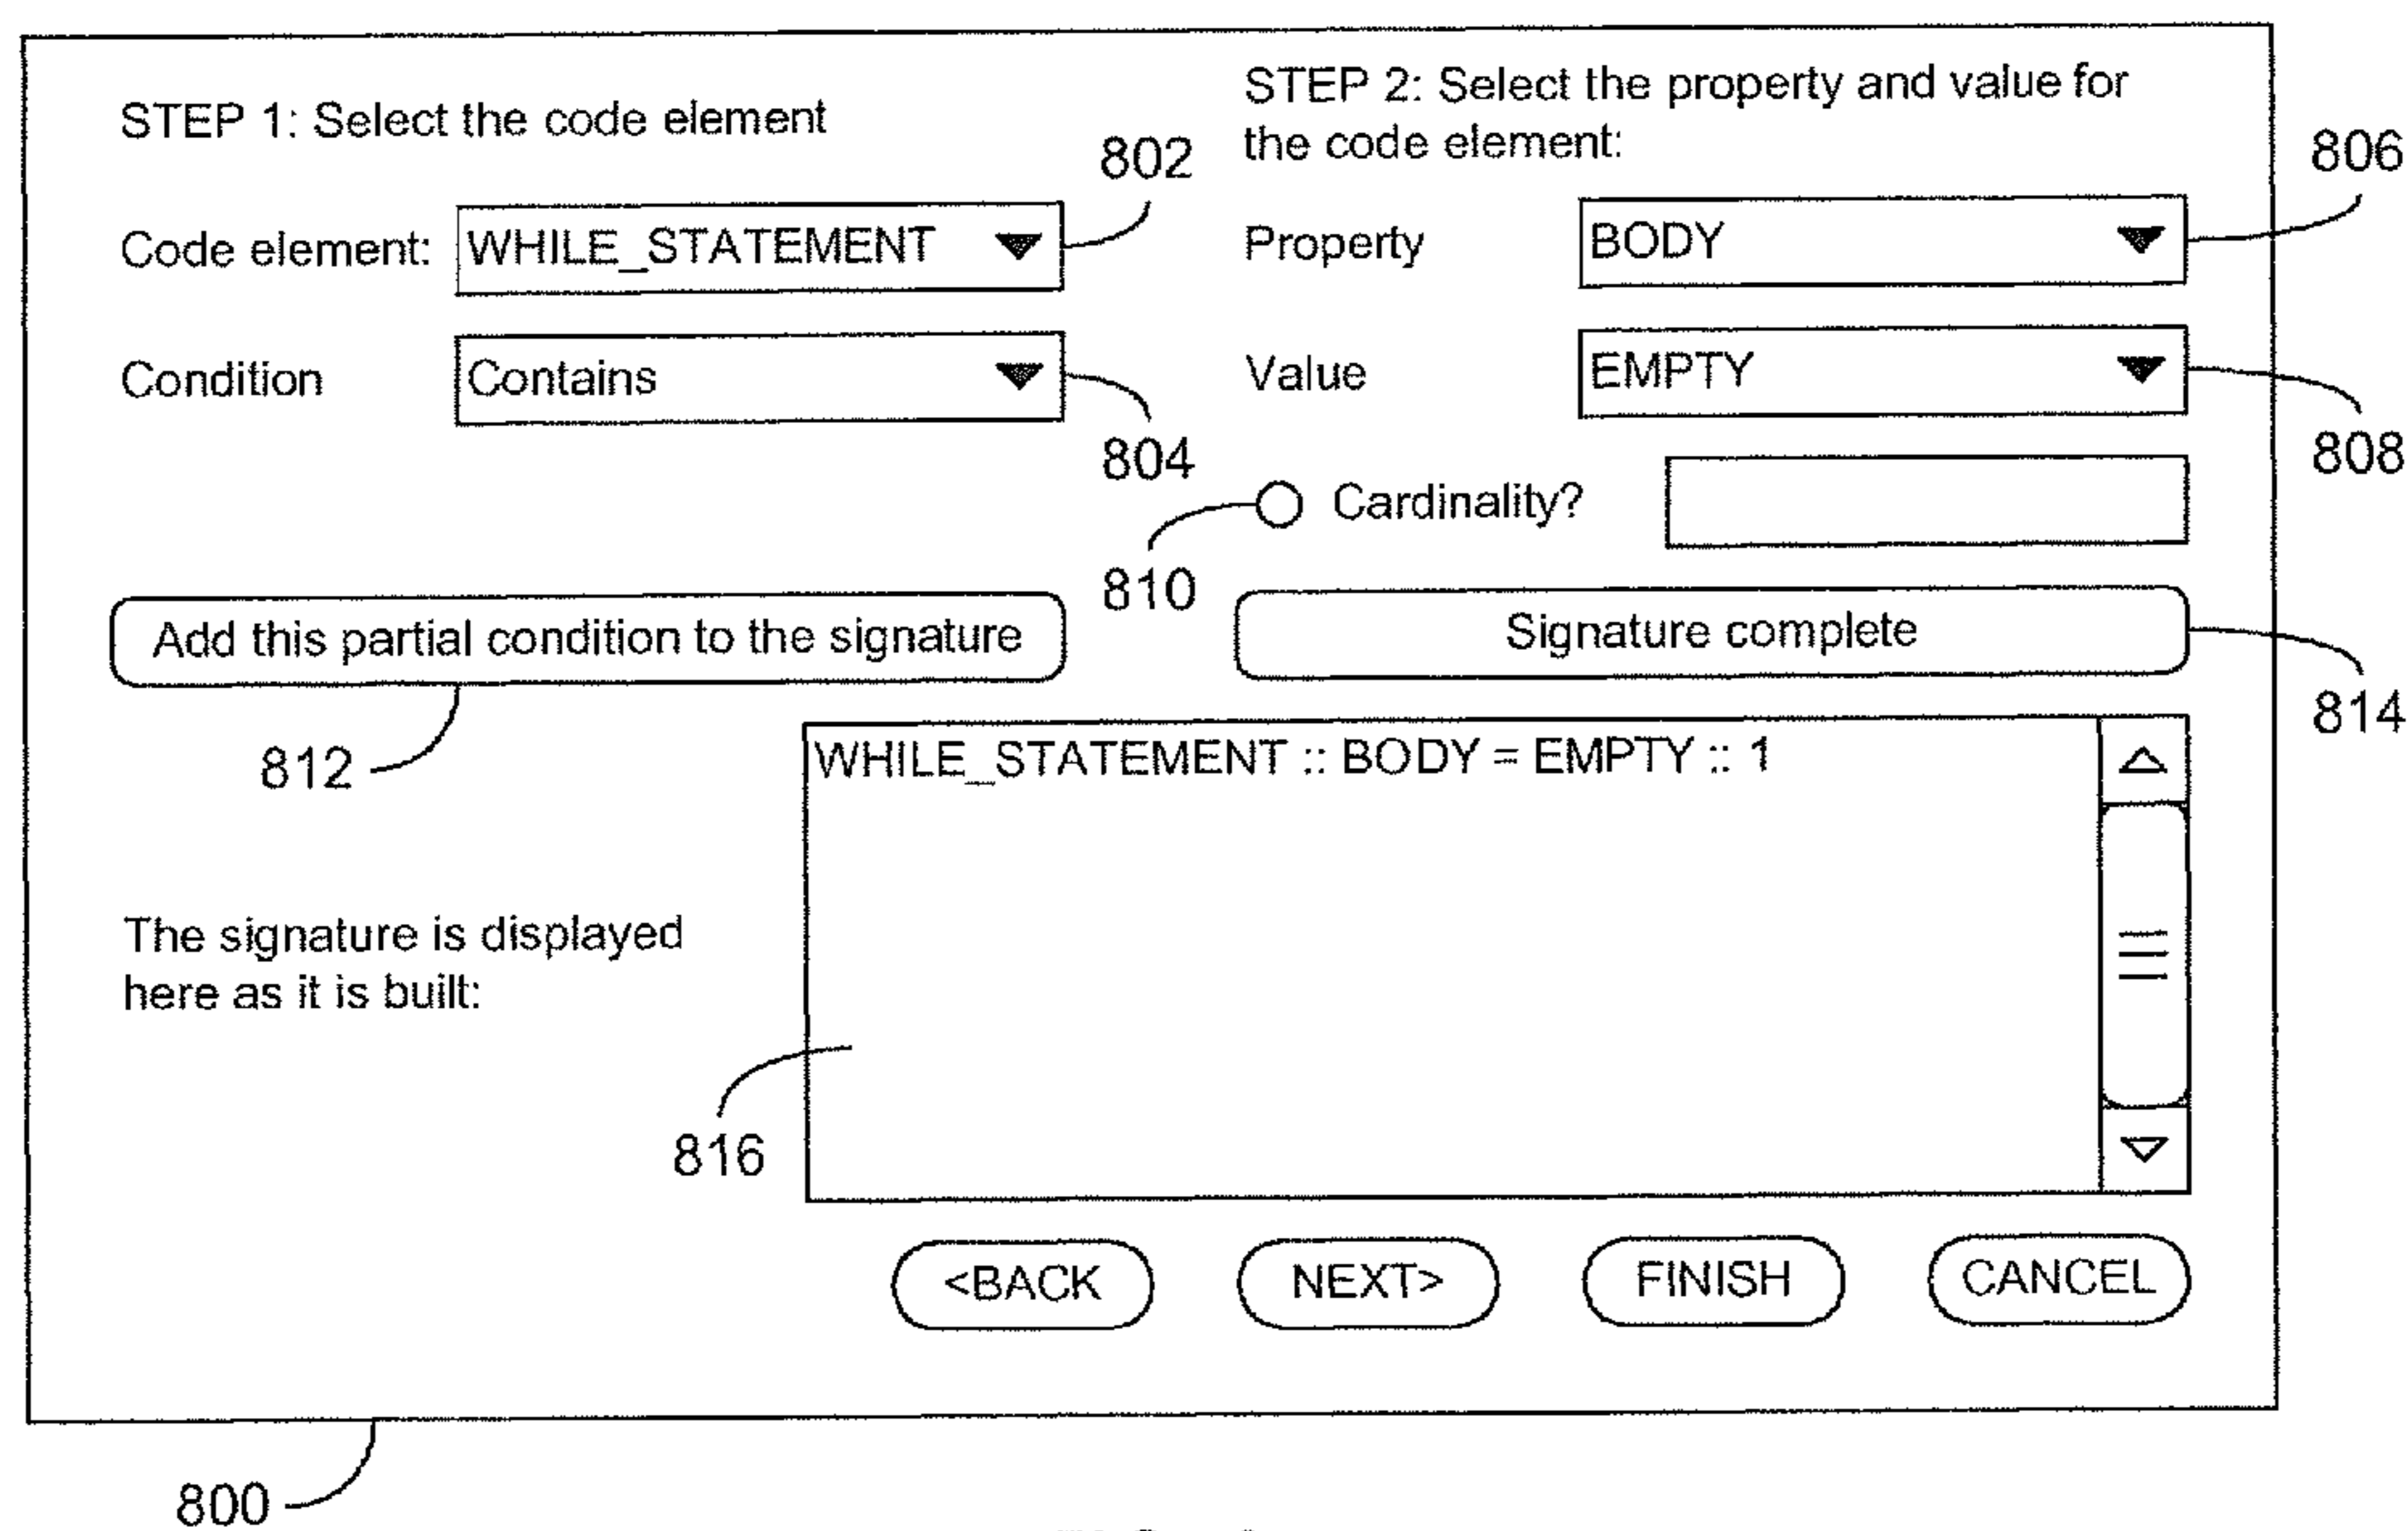 STEP 1: Select the code element
STEP 2: Select the property and value for
the code element:
802
806
Code element: WHILE_STATEMENT
Property BODY
Condition Contains
Value EMPTY
804
808
Cardinality?
810
Add this partial condition to the signature
Signature complete
812
814
WHILE_STATEMENT :: BODY = EMPTY :: 1
The signature is displayed
here as it is built:
816
<BACK NEXT> FINISH CANCEL
800